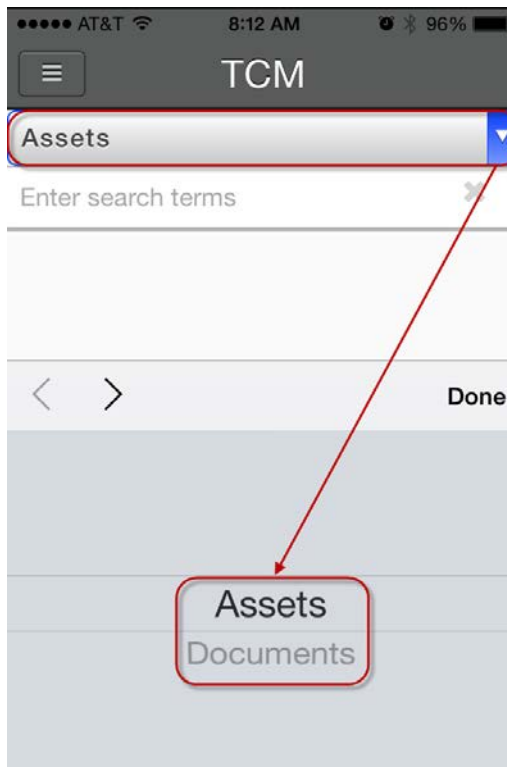 AT&T 8:12 AM 96%
TCM
Assets
Enter search terms
Done
Assets
Documents